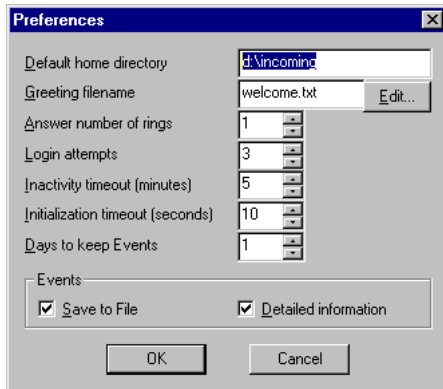 Preferences
Default home directory d:\incoming
Greeting filename welcome.txt Edit...
Answer number of rings 1
Login attempts 3
Inactivity timeout (minutes) 5
Initialization timeout (seconds) 10
Days to keep Events 1
Events
Save to File Detailed information
OK Cancel